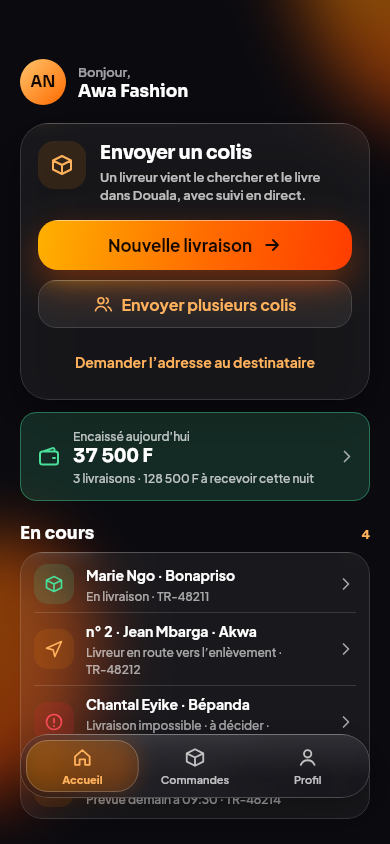 AN
Bonjour,
Awa Fashion
Envoyer un colis
Un livreur vient le chercher et le livre
dans Douala, avec suivi en direct.
Nouvelle livraison →
Envoyer plusieurs colis
Demander l’adresse au destinataire
Encaissé aujourd’hui
37 500 F
3 livraisons · 128 500 F à recevoir cette nuit
En cours
4
Marie Ngo · Bonapriso
En livraison · TR-48211
n° 2 · Jean Mbarga · Akwa
Livreur en route vers l’enlèvement ·
TR-48212
Chantal Eyike · Bépanda
Livraison impossible · à décider ·
Accueil
Commandes
Profil
Prévue demain à 09:30 · TR-48214